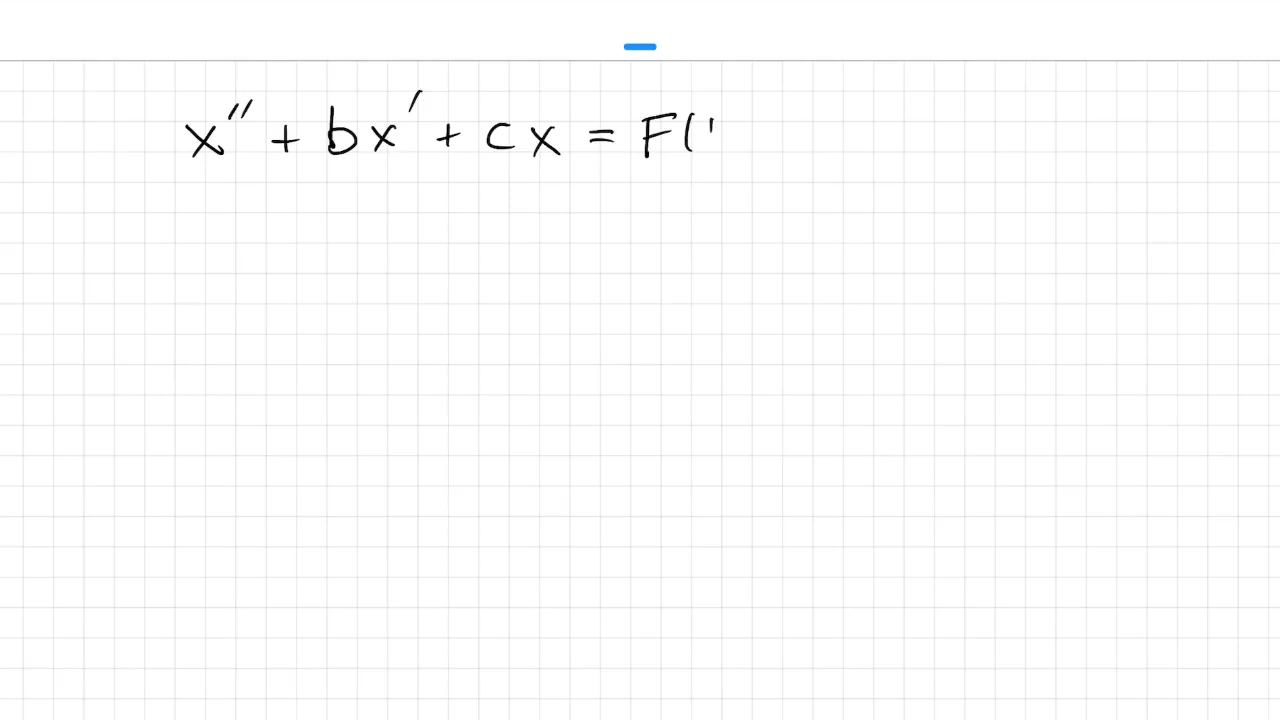 x'' + bx' + cx = F(